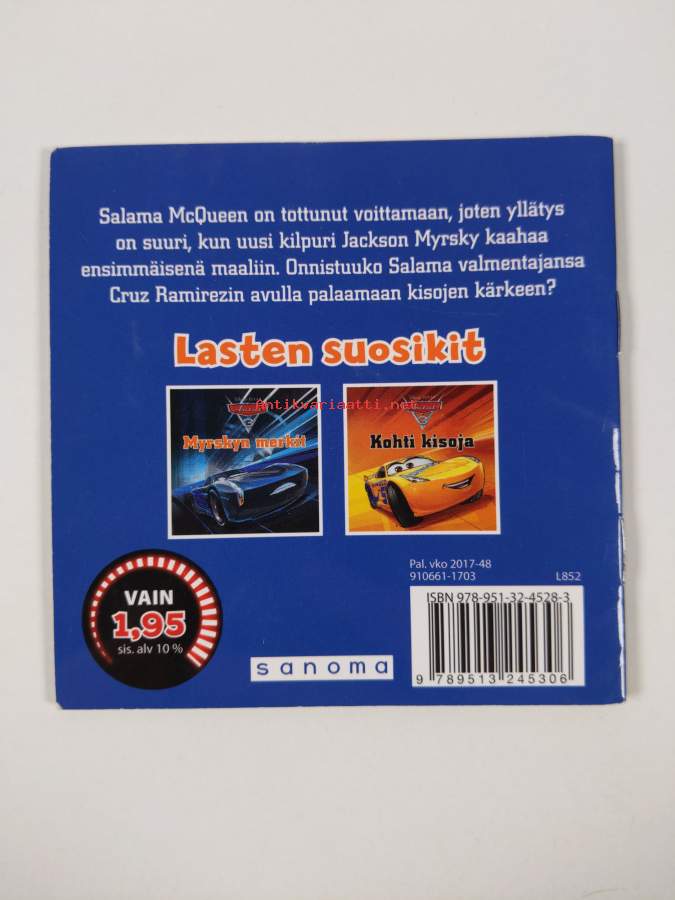 Salama McQueen on tottunut voittamaan, joten yllätys
on suuri, kun uusi kilpuri Jackson Myrsky kaahaa
ensimmäisenä maaliin. Onnistuuko Salama valmentajansa
Cruz Ramirezin avulla palaamaan kisojen kärkeen?
Lasten suosikit
antikvariaatti.net
Myrskyn merkit
Kohti kisoja
Pal. vko 2017-48
910661-1703
L852
ISBN 978-951-32-4528-3
9 789513 245306
VAIN
1,95
sis. alv 10 %
sanoma